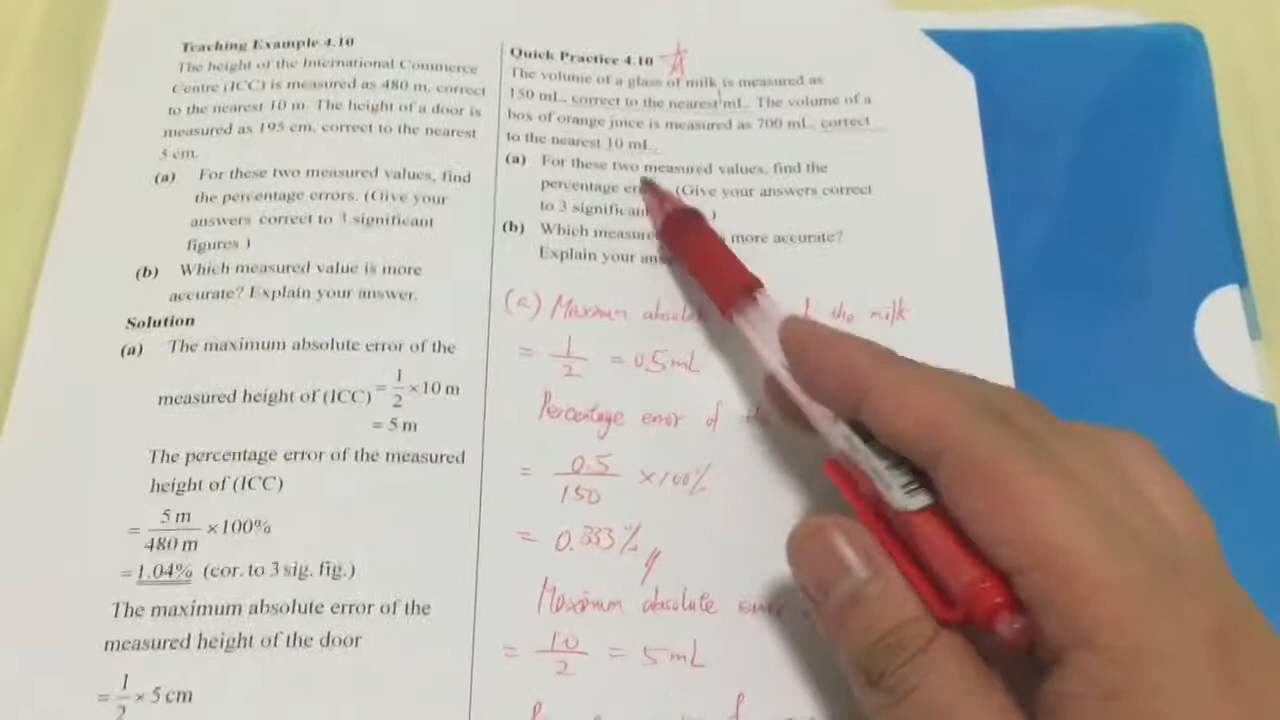 Teaching Example 4.10
The height of the International Commerce
Centre (ICC) is measured as 480 m, correct
to the nearest 10 m. The height of a door is
measured as 195 cm, correct to the nearest
5 cm.
(a) For these two measured values, find
the percentage errors. (Give your
answers correct to 3 significant
figures.)
(b) Which measured value is more
accurate? Explain your answer.
Solution
(a) The maximum absolute error of the
measured height of (ICC) = 1/2 × 10 m
= 5 m
The percentage error of the measured
height of (ICC)
= 5 m / 480 m × 100%
= 1.04% (cor. to 3 sig. fig.)
The maximum absolute error of the
measured height of the door
= 1/2 × 5 cm
Quick Practice 4.10
The volume of a glass of milk is measured as
150 mL, correct to the nearest mL. The volume of a
box of orange juice is measured as 700 mL, correct
to the nearest 10 mL.
(a) For these two measured values, find the
percentage (Give your answers correct
to 3 )
(b) Which more accurate?
Explain your
(a) Maximum the milk
= 1/2 = 0.5 mL
Percentage error of
= 0.5/150 × 100%
= 0.333%
Maximum absolute
= 10/2 = 5 mL